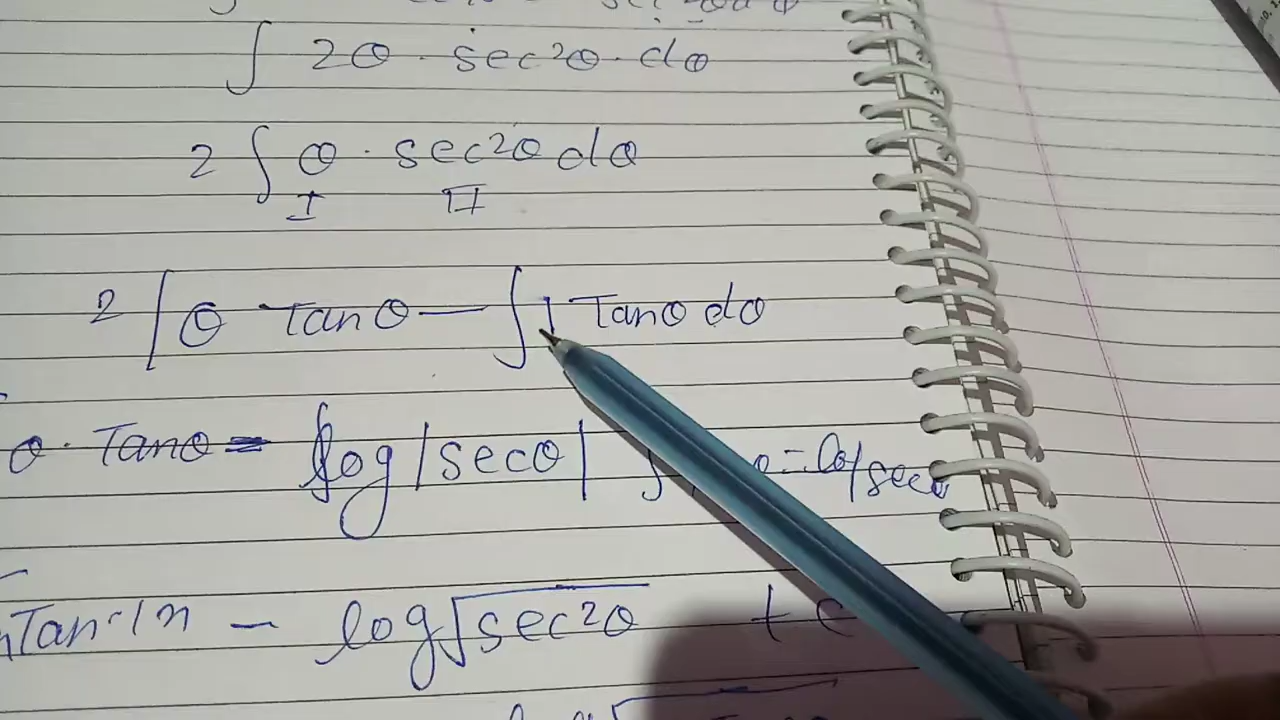 ∫ 2θ · sec²θ · dθ
2 ∫ θ · sec²θ dθ
I II
2 [θ Tanθ — ∫ 1 Tanθ dθ
θ · Tanθ = log|secθ| ∫
Tan⁻¹x − log√sec²θ + c